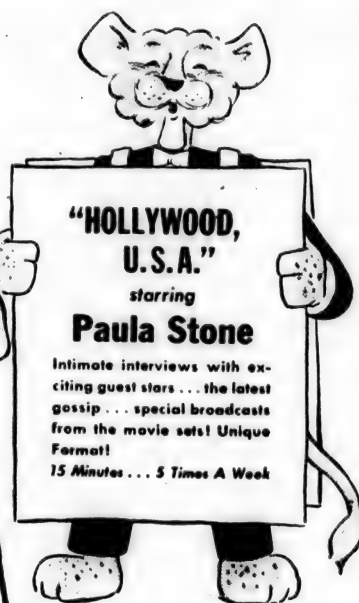 “HOLLYWOOD,
U.S.A.”
starring
Paula Stone
Intimate interviews with ex-
citing guest stars . . . the latest
gossip . . . special broadcasts
from the movie sets! Unique
Format!
15 Minutes . . . 5 Times A Week